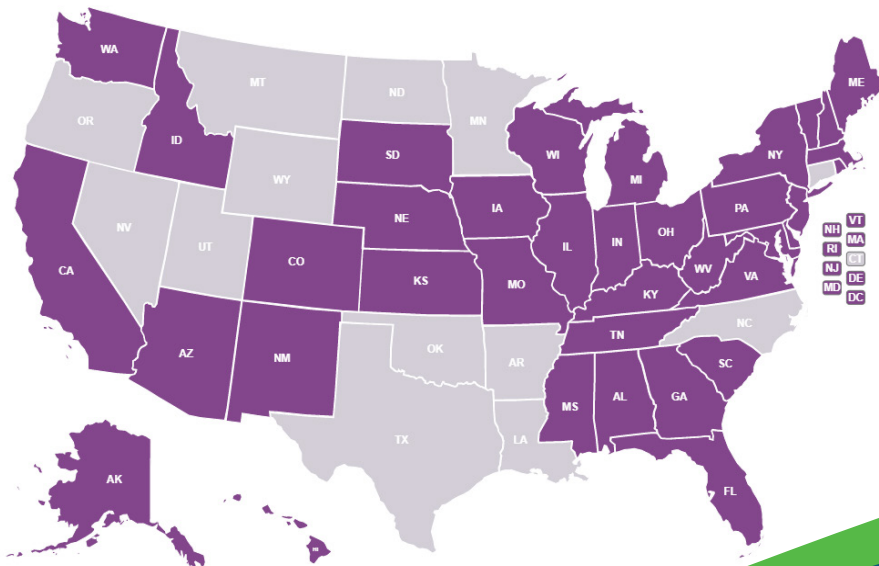 WA
ME
MT
ND
MN
OR
ID
WI
NY
SD
MI
WY
PA
IA
NE
OH
NV
IL
IN
UT
CO
WV
VA
CA
KS
MO
KY
NC
TN
OK
AZ
NM
AR
SC
MS
AL
GA
TX
LA
AK
FL
HI
VT
NH
MA
RI
CT
NJ
DE
MD
DC